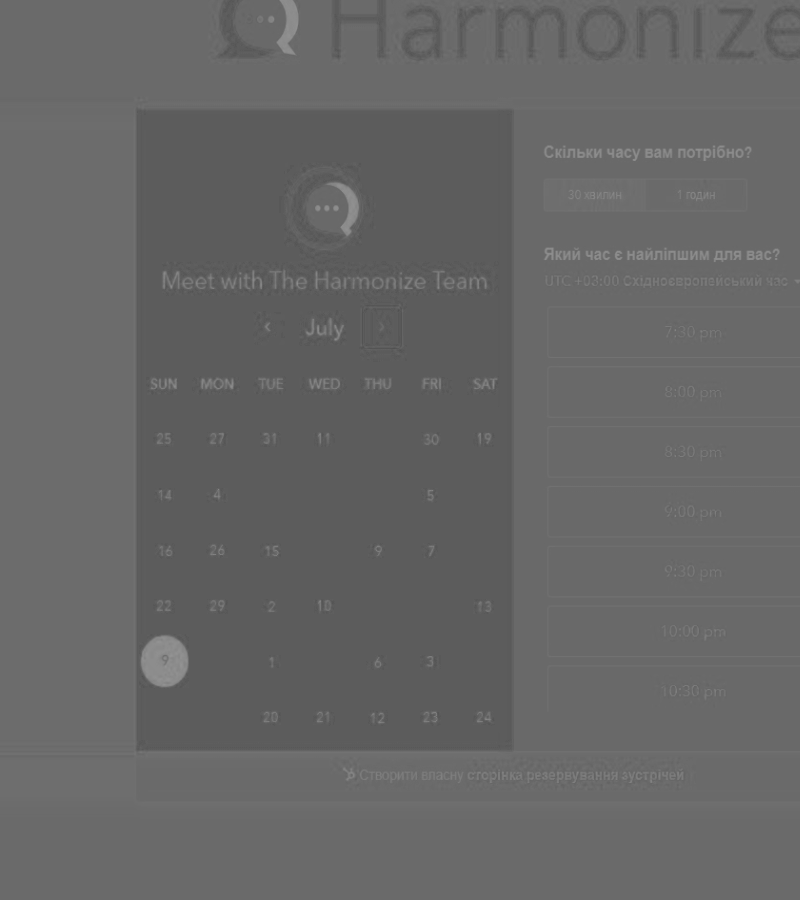 Harmonize
Meet with The Harmonize Team
July
SUN MON TUE WED THU FRI SAT
25 27 31 11 30 19
14 4 5
16 26 15 9 7
22 29 2 10 13
9 1 6 3
20 21 12 23 24
Скільки часу вам потрібно?
30 хвилин 1 годин
Який час є найліпшим для вас?
UTC +03:00 Східноєвропейський час
7:30 pm
8:00 pm
8:30 pm
9:00 pm
9:30 pm
10:00 pm
10:30 pm
Створити власну сторінка резервування зустрічей